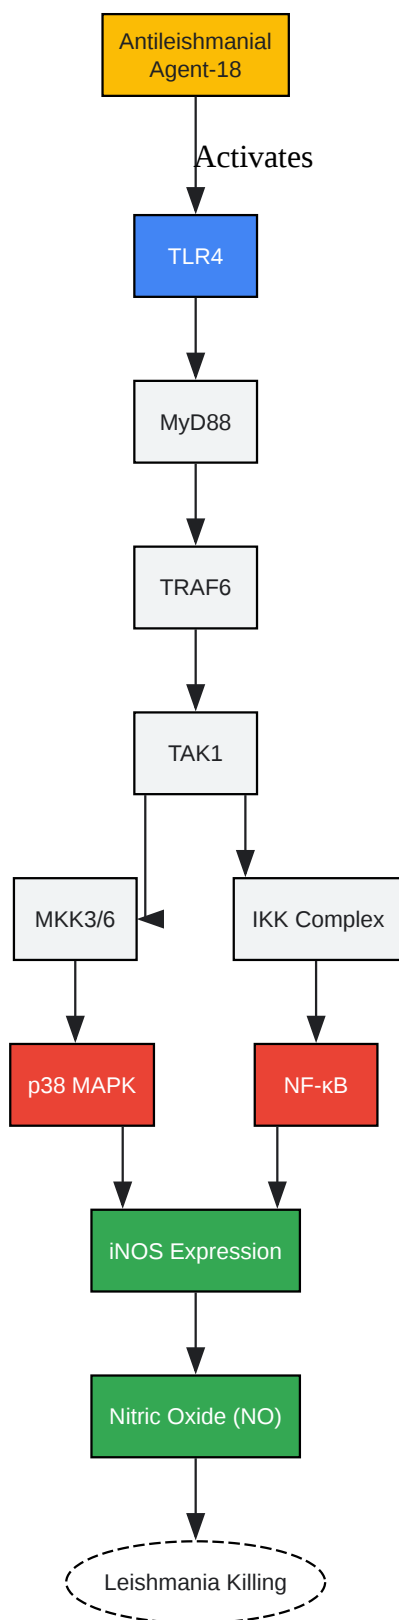 Antileishmanial
Agent-18
Activates
TLR4
MyD88
TRAF6
TAK1
MKK3/6
IKK Complex
p38 MAPK
NF-κB
iNOS Expression
Nitric Oxide (NO)
Leishmania Killing